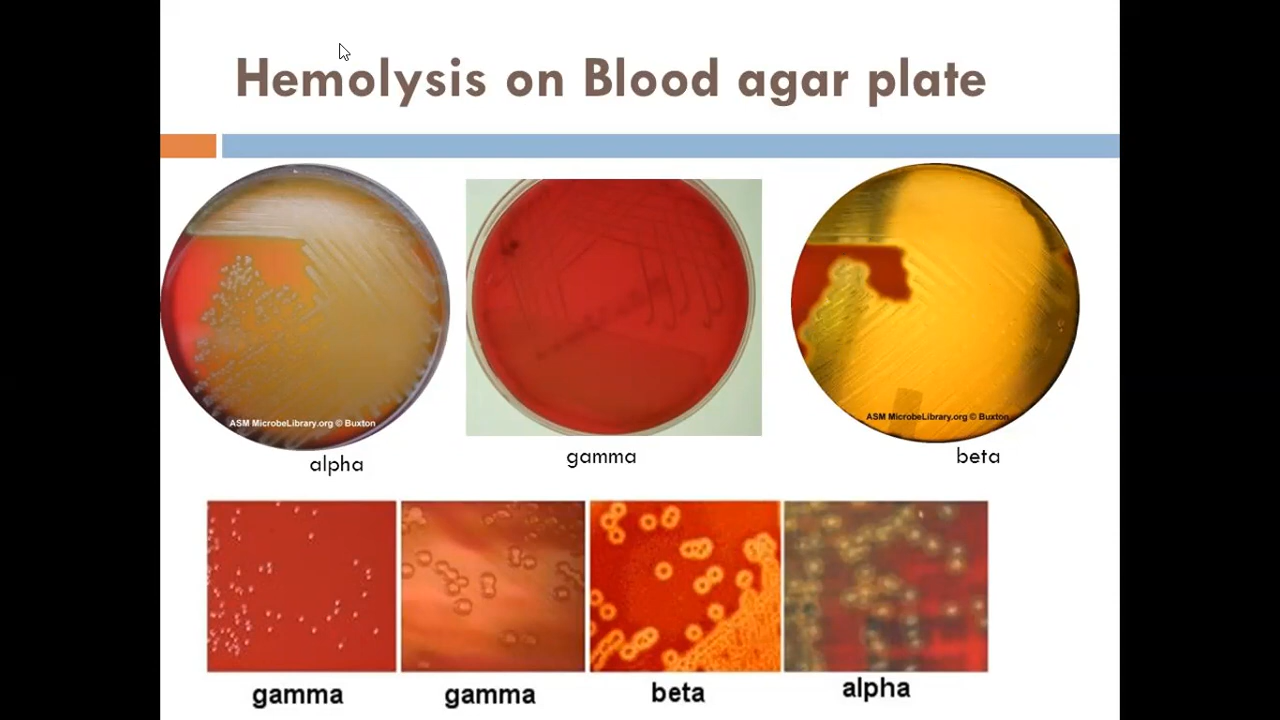 Hemolysis on Blood agar plate
ASM MicrobeLibrary.org © Buxton
ASM MicrobeLibrary.org © Buxton
alpha
gamma
beta
gamma
gamma
beta
alpha